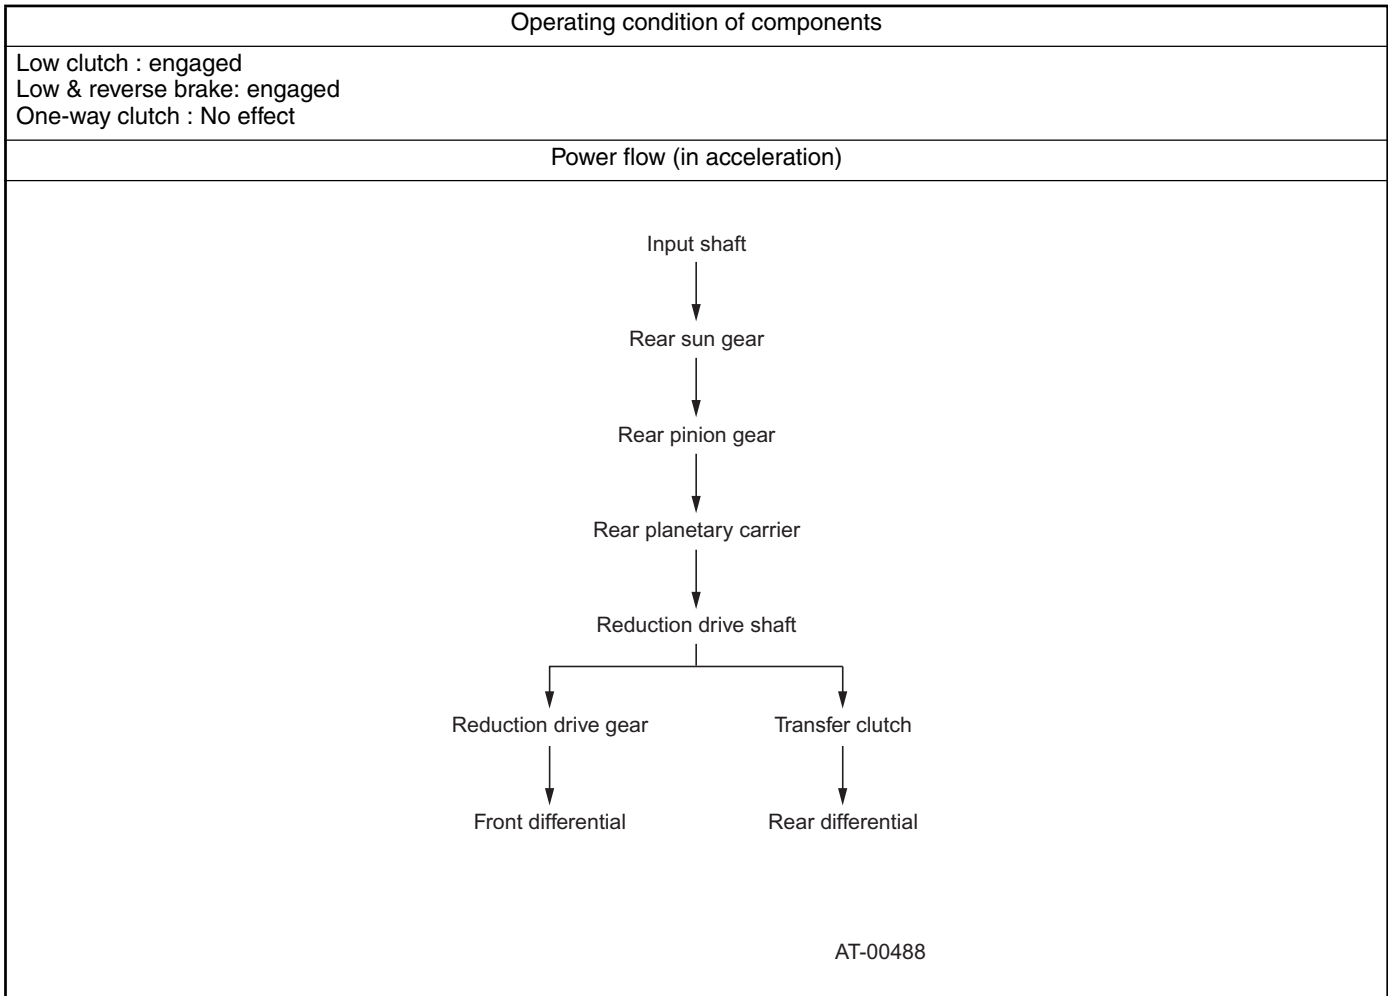 Operating condition of components
Low clutch : engaged
Low & reverse brake: engaged
One-way clutch : No effect
Power flow (in acceleration)
Input shaft
Rear sun gear
Rear pinion gear
Rear planetary carrier
Reduction drive shaft
Reduction drive gear
Transfer clutch
Front differential
Rear differential
AT-00488